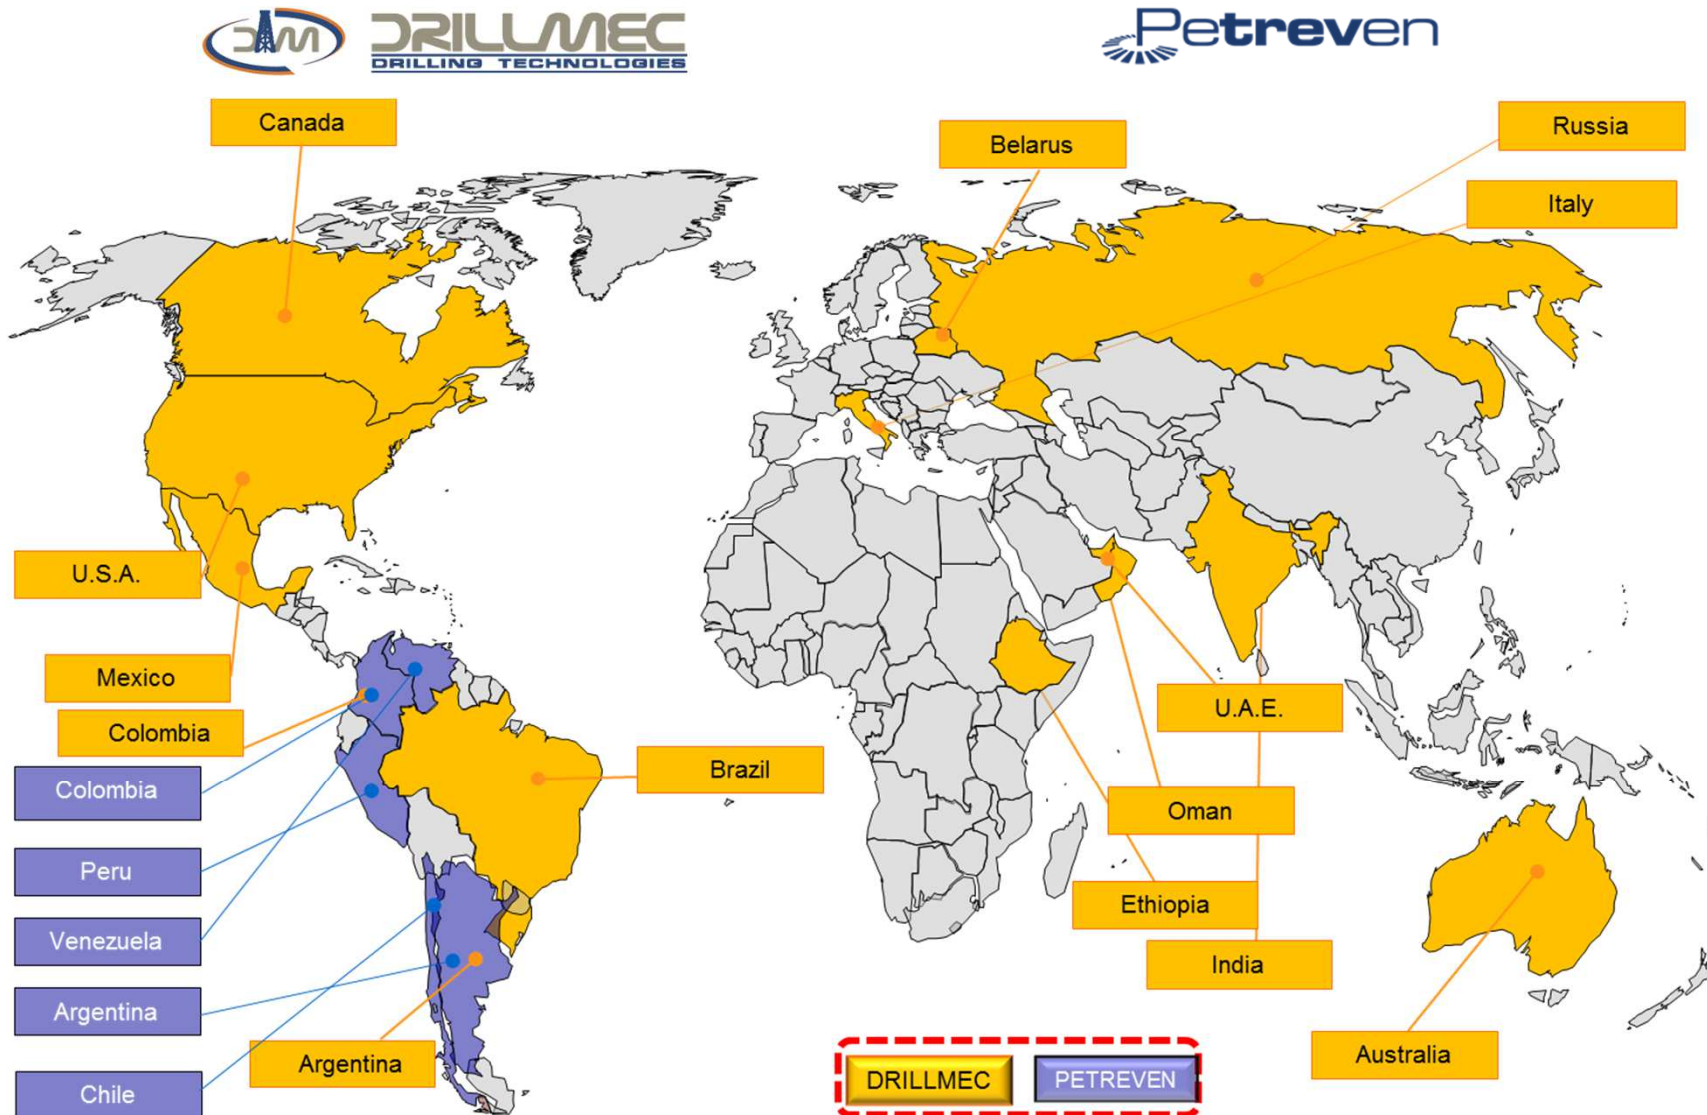 DM DRILLMEC
DRILLING TECHNOLOGIES
Petreven
Canada
Belarus
Russia
Italy
U.S.A.
Mexico
Colombia
Colombia
Peru
Venezuela
Argentina
Chile
Argentina
Brazil
U.A.E.
Oman
Ethiopia
India
Australia
DRILLMEC
PETREVEN